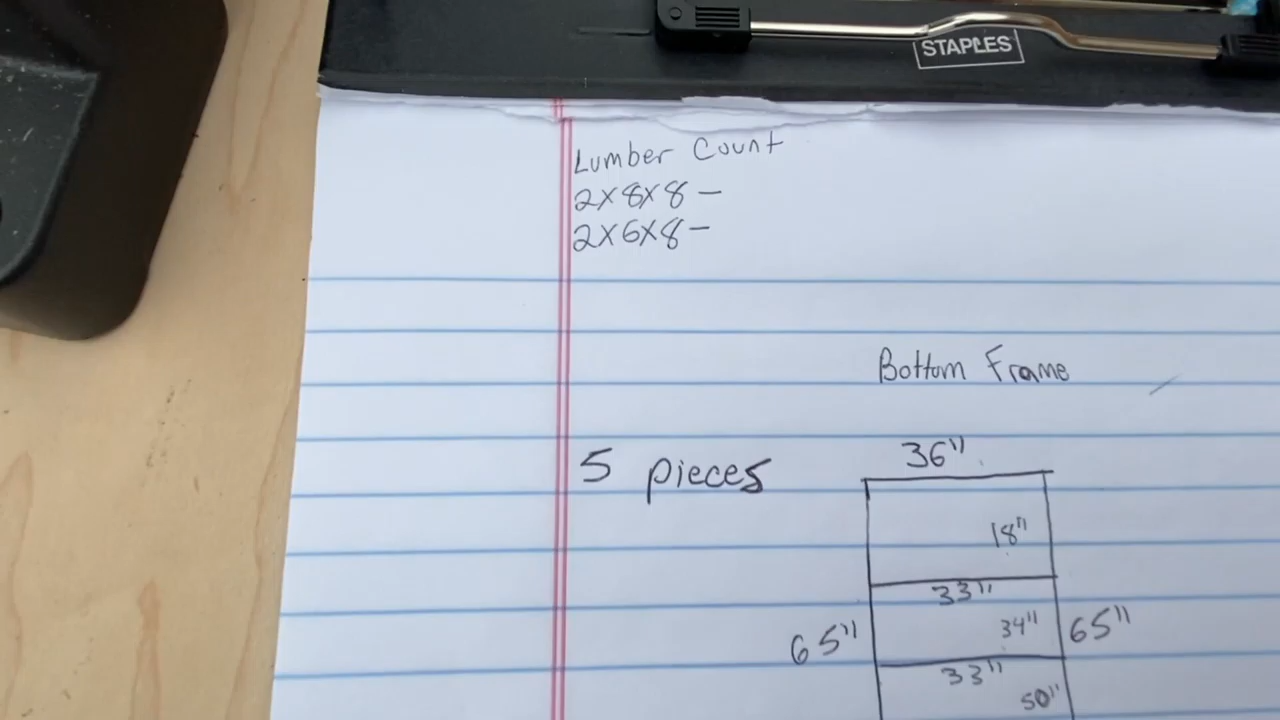 STAPLES
Lumber Count
2x8x8-
2x6x8-
Bottom Frame
5 pieces
36"
18"
33"
65" 34" 65"
33"
50"